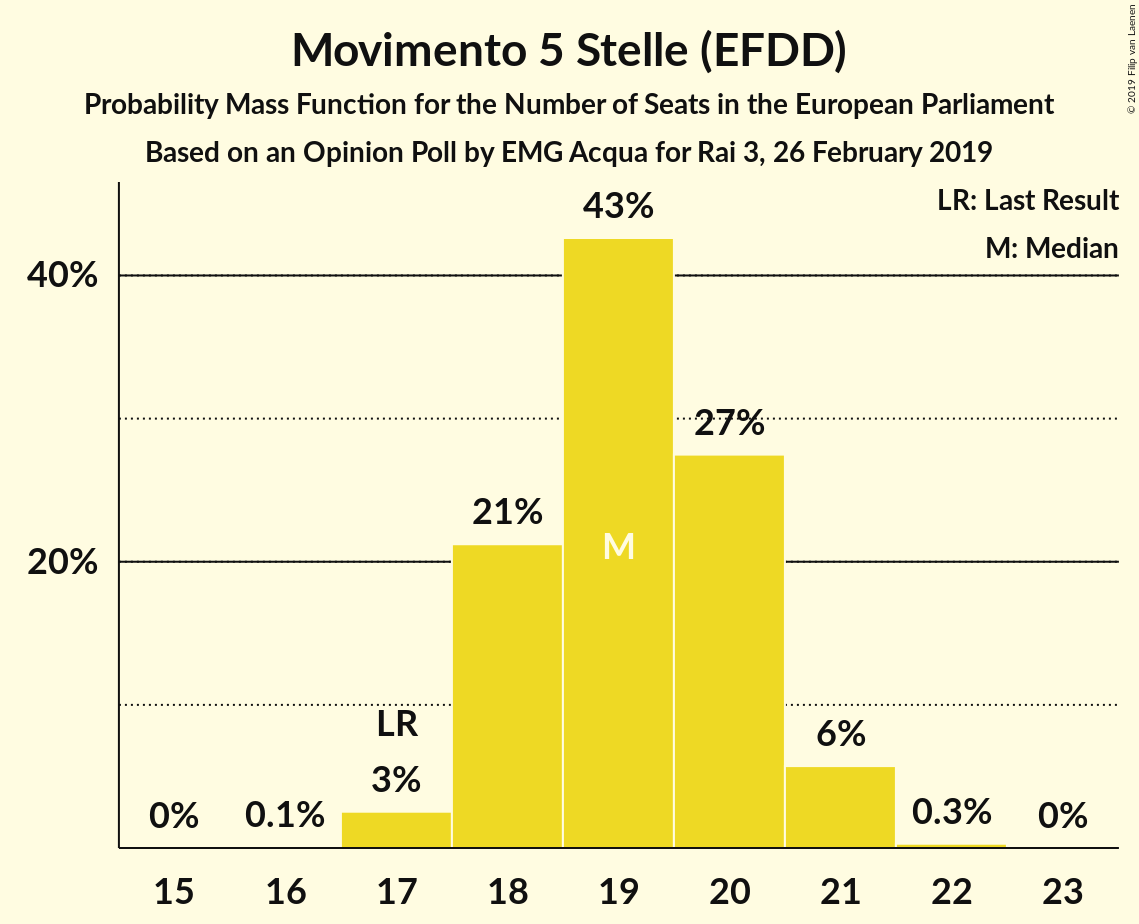 Movimento 5 Stelle (EFDD)
Probability Mass Function for the Number of Seats in the European Parliament
Based on an Opinion Poll by EMG Acqua for Rai 3, 26 February 2019
© 2019 Filip van Laenen
LR: Last Result
M: Median
43%
40%
27%
21%
M
20%
LR
6%
3%
0%
0.1%
0.3%
0%
15 16 17 18 19 20 21 22 23